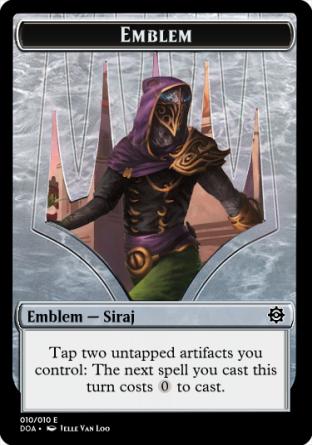 EMBLEM
Emblem — Siraj
Tap two untapped artifacts you
control: The next spell you cast this
turn costs 0 to cast.
010/010 E
DOA • Jelle Van Loo